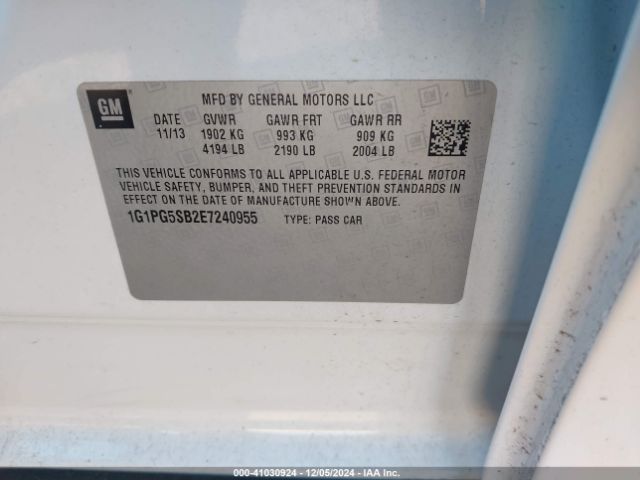 GM
MFD BY GENERAL MOTORS LLC
DATE GVWR GAWR FRT GAWR RR
11/13 1902 KG 993 KG 909 KG
4194 LB 2190 LB 2004 LB
THIS VEHICLE CONFORMS TO ALL APPLICABLE U.S. FEDERAL MOTOR
VEHICLE SAFETY, BUMPER, AND THEFT PREVENTION STANDARDS IN
EFFECT ON THE DATE OF MANUFACTURE SHOWN ABOVE.
1G1PG5SB2E7240955 TYPE: PASS CAR
000-41030924 - 12/05/2024 - IAA Inc.